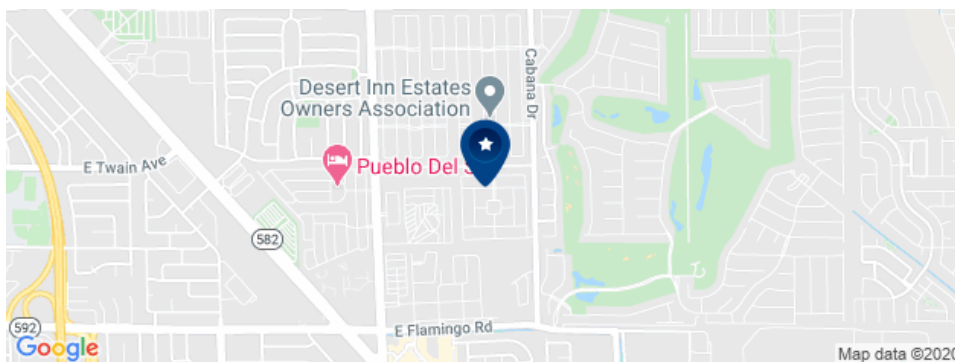 Desert Inn Estates
Owners Association
Cabana Dr
E Twain Ave
Pueblo Del S
582
592
E Flamingo Rd
Google
Map data ©2020